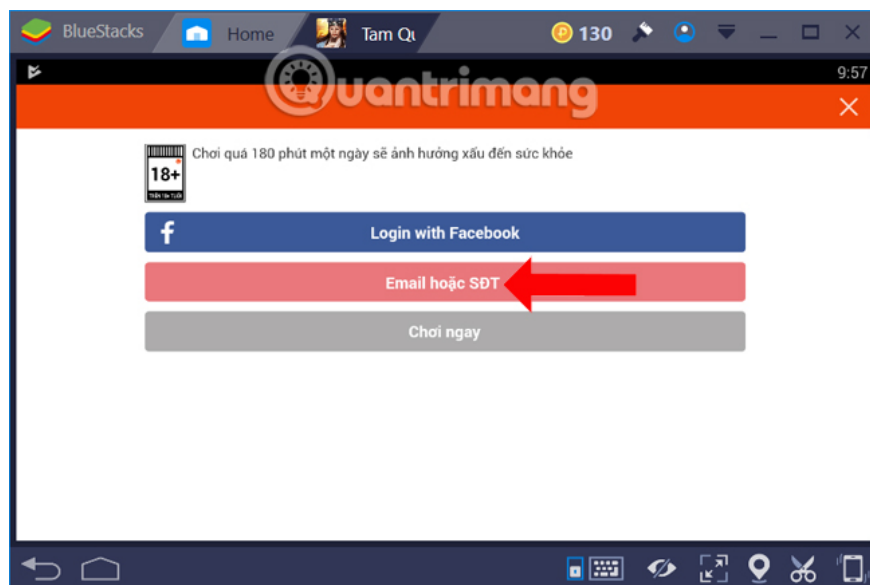 BlueStacks
Home
Tam Qu
130
9:57
Quantrimang
Chơi quá 180 phút một ngày sẽ ảnh hưởng xấu đến sức khỏe
18+
Login with Facebook
Email hoặc SĐT
Chơi ngay